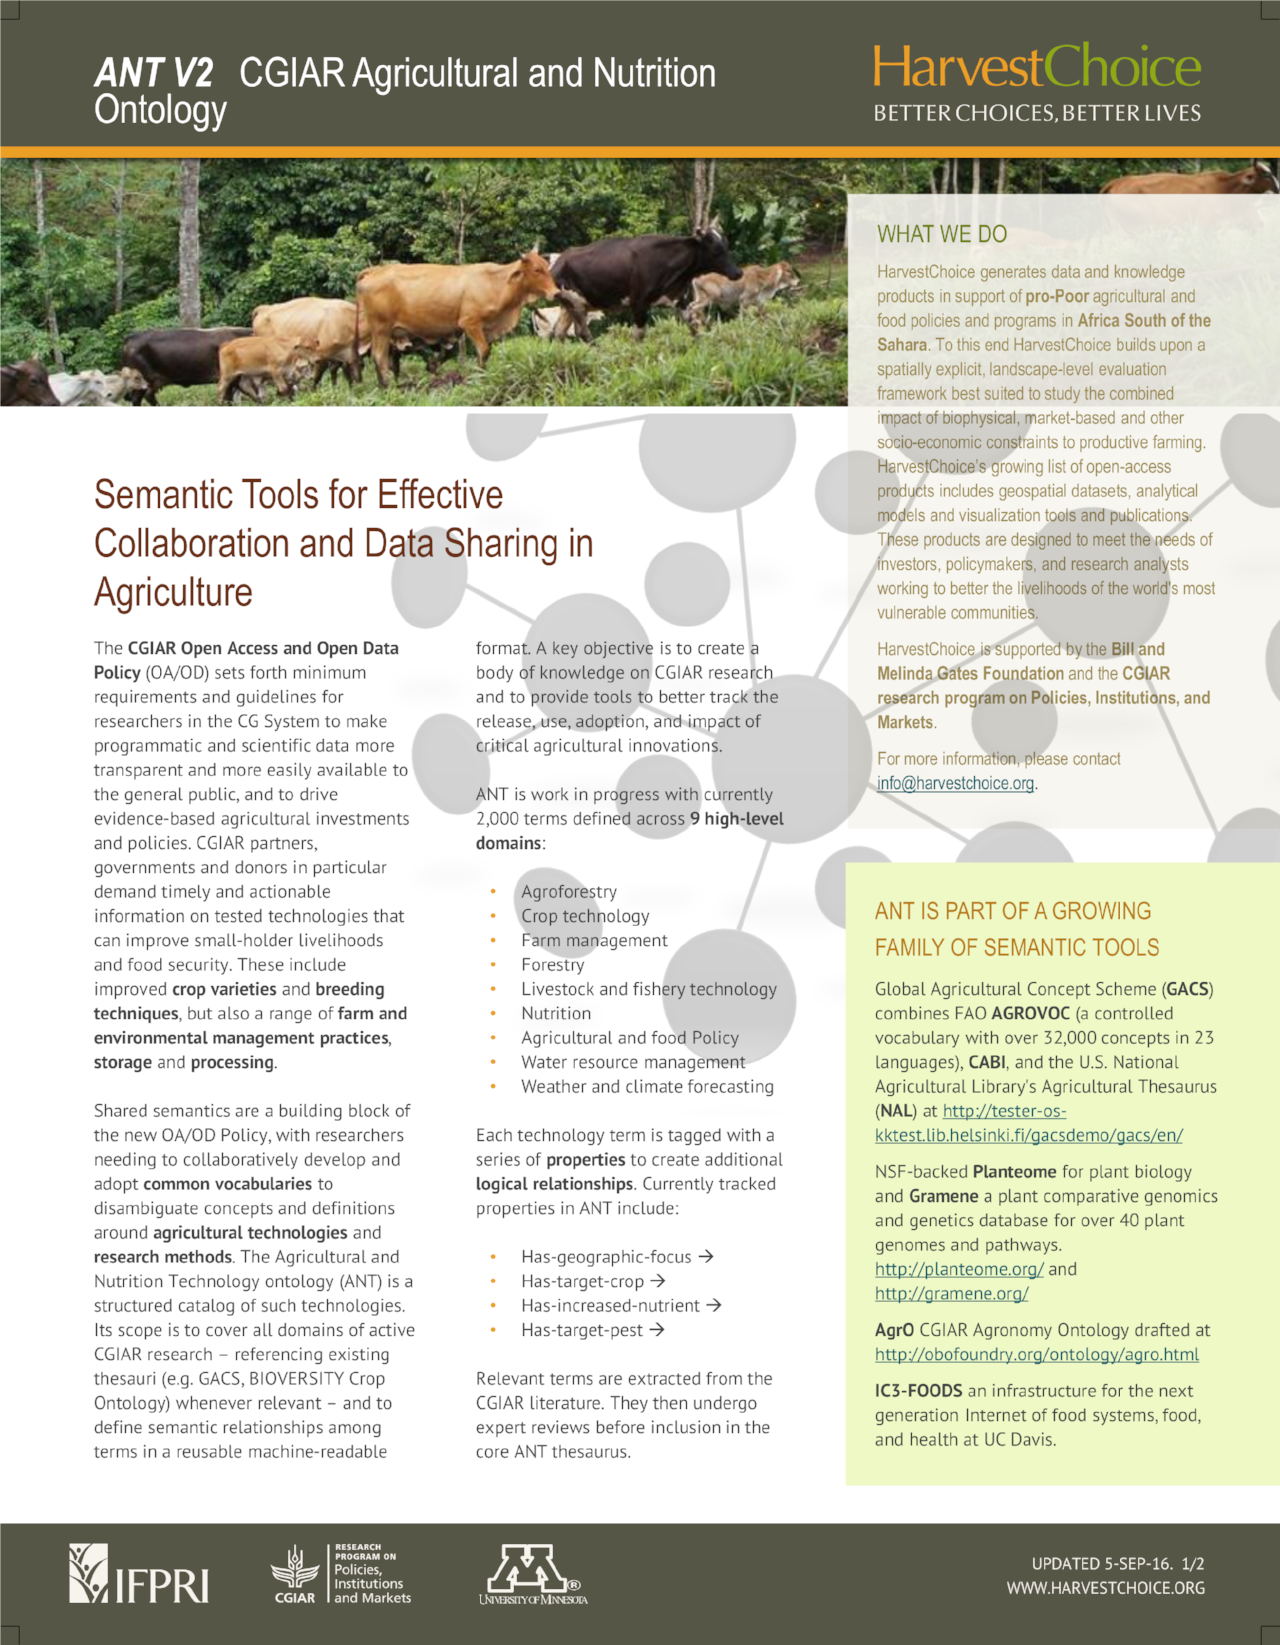 ANT V2 CGIAR Agricultural and Nutrition
Ontology
HarvestChoice
BETTER CHOICES, BETTER LIVES
WHAT WE DO
HarvestChoice generates data and knowledge
products in support of pro-Poor agricultural and
food policies and programs in Africa South of the
Sahara. To this end HarvestChoice builds upon a
spatially explicit, landscape-level evaluation
framework best suited to study the combined
impact of biophysical, market-based and other
socio-economic constraints to productive farming.
HarvestChoice's growing list of open-access
products includes geospatial datasets, analytical
models and visualization tools and publications.
These products are designed to meet the needs of
investors, policymakers, and research analysts
working to better the livelihoods of the world's most
vulnerable communities.
HarvestChoice is supported by the Bill and
Melinda Gates Foundation and the CGIAR
research program on Policies, Institutions, and
Markets.
For more information, please contact
info@harvestchoice.org.
Semantic Tools for Effective
Collaboration and Data Sharing in
Agriculture
The CGIAR Open Access and Open Data
Policy (OA/OD) sets forth minimum
requirements and guidelines for
researchers in the CG System to make
programmatic and scientific data more
transparent and more easily available to
the general public, and to drive
evidence-based agricultural investments
and policies. CGIAR partners,
governments and donors in particular
demand timely and actionable
information on tested technologies that
can improve small-holder livelihoods
and food security. These include
improved crop varieties and breeding
techniques, but also a range of farm and
environmental management practices,
storage and processing.
Shared semantics are a building block of
the new OA/OD Policy, with researchers
needing to collaboratively develop and
adopt common vocabularies to
disambiguate concepts and definitions
around agricultural technologies and
research methods. The Agricultural and
Nutrition Technology ontology (ANT) is a
structured catalog of such technologies.
Its scope is to cover all domains of active
CGIAR research – referencing existing
thesauri (e.g. GACS, BIOVERSITY Crop
Ontology) whenever relevant – and to
define semantic relationships among
terms in a reusable machine-readable
format. A key objective is to create a
body of knowledge on CGIAR research
and to provide tools to better track the
release, use, adoption, and impact of
critical agricultural innovations.
ANT is work in progress with currently
2,000 terms defined across 9 high-level
domains:
• Agroforestry
• Crop technology
• Farm management
• Forestry
• Livestock and fishery technology
• Nutrition
• Agricultural and food Policy
• Water resource management
• Weather and climate forecasting
Each technology term is tagged with a
series of properties to create additional
logical relationships. Currently tracked
properties in ANT include:
• Has-geographic-focus →
• Has-target-crop →
• Has-increased-nutrient →
• Has-target-pest →
Relevant terms are extracted from the
CGIAR literature. They then undergo
expert reviews before inclusion in the
core ANT thesaurus.
ANT IS PART OF A GROWING
FAMILY OF SEMANTIC TOOLS
Global Agricultural Concept Scheme (GACS)
combines FAO AGROVOC (a controlled
vocabulary with over 32,000 concepts in 23
languages), CABI, and the U.S. National
Agricultural Library's Agricultural Thesaurus
(NAL) at http://tester-os-
kktest.lib.helsinki.fi/gacsdemo/gacs/en/
NSF-backed Planteome for plant biology
and Gramene a plant comparative genomics
and genetics database for over 40 plant
genomes and pathways.
http://planteome.org/ and
http://gramene.org/
AgrO CGIAR Agronomy Ontology drafted at
http://obofoundry.org/ontology/agro.html
IC3-FOODS an infrastructure for the next
generation Internet of food systems, food,
and health at UC Davis.
IFPRI
CGIAR
RESEARCH
PROGRAM ON
Policies,
Institutions
and Markets
M®
UNIVERSITY OF MINNESOTA
UPDATED 5-SEP-16. 1/2
WWW.HARVESTCHOICE.ORG